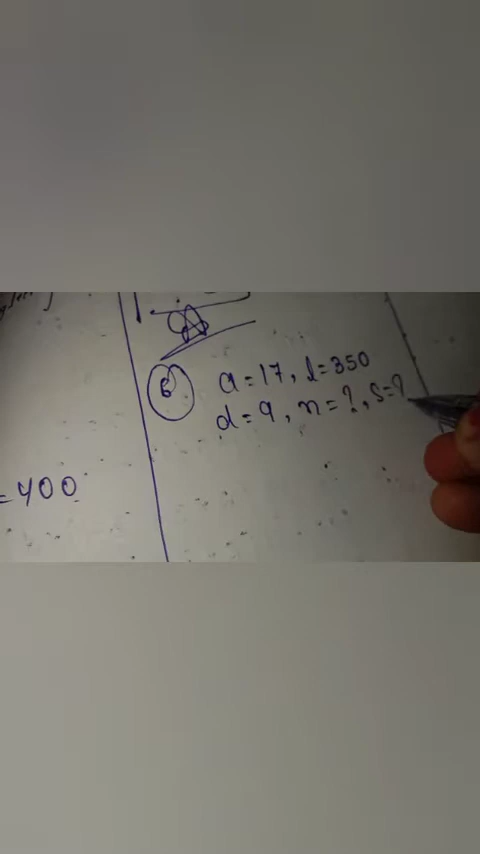 6
a=17, l=350
d=9, n=?, S=?
=400